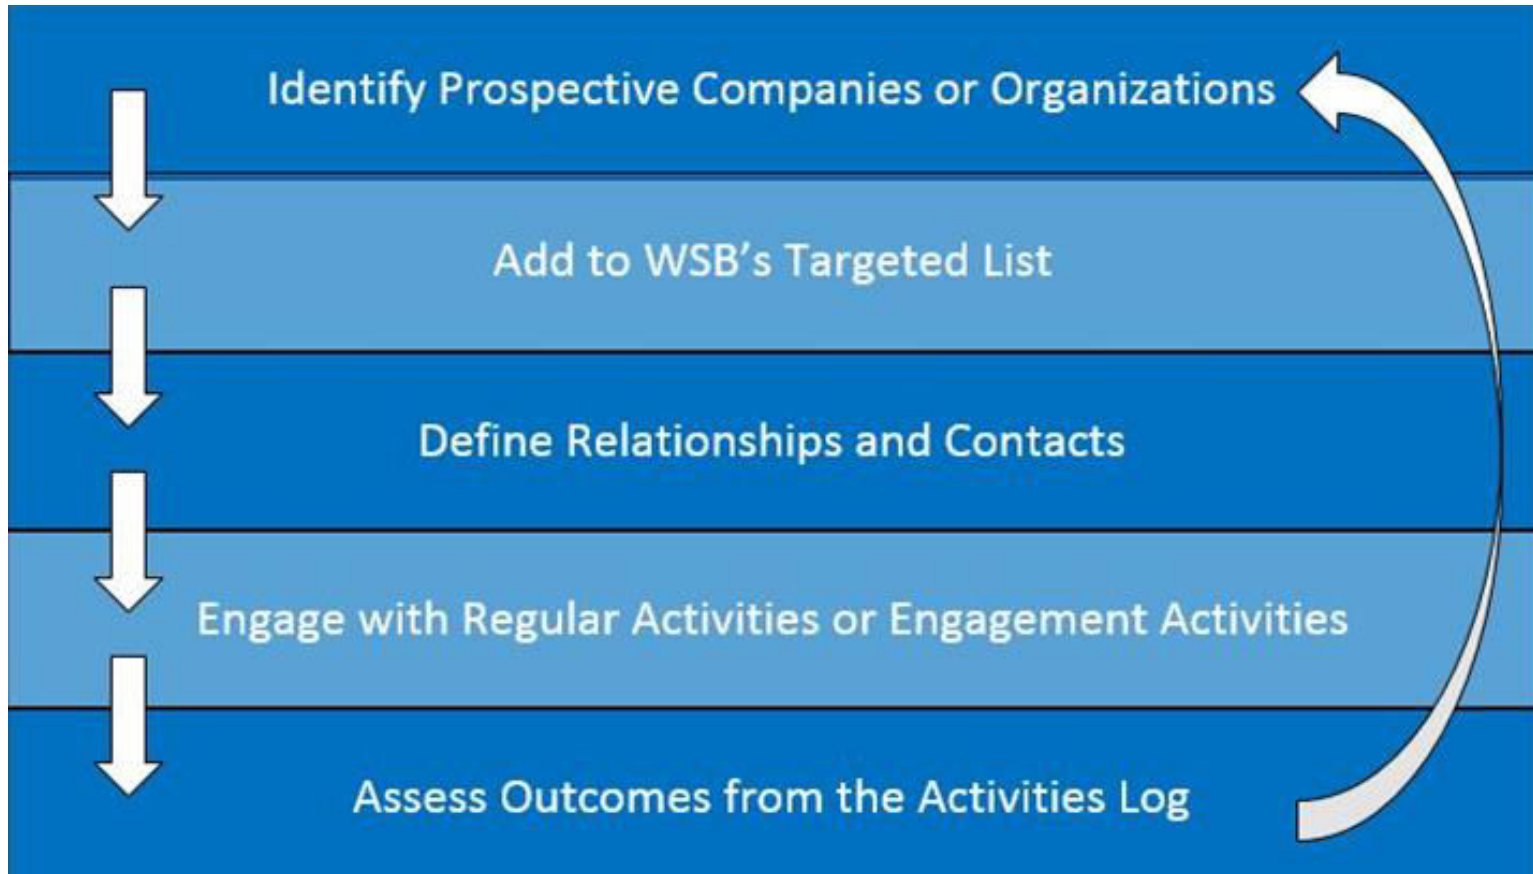 Identify Prospective Companies or Organizations
Add to WSB’s Targeted List
Define Relationships and Contacts
Engage with Regular Activities or Engagement Activities
Assess Outcomes from the Activities Log